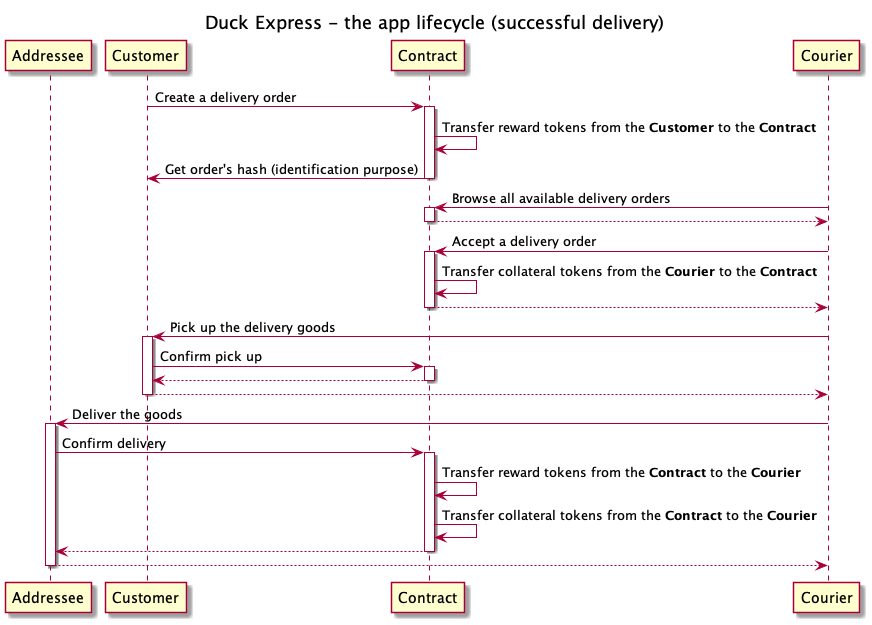 Duck Express - the app lifecycle (successful delivery)
Addressee Customer Contract Courier
Create a delivery order
Transfer reward tokens from the Customer to the Contract
Get order's hash (identification purpose)
Browse all available delivery orders
Accept a delivery order
Transfer collateral tokens from the Courier to the Contract
Pick up the delivery goods
Confirm pick up
Deliver the goods
Confirm delivery
Transfer reward tokens from the Contract to the Courier
Transfer collateral tokens from the Contract to the Courier
Addressee Customer Contract Courier